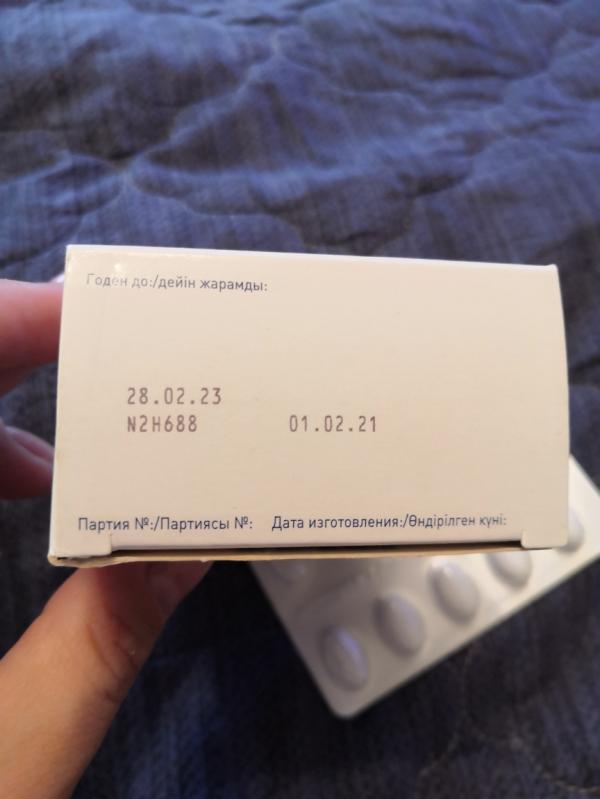 Годен до:/дейін жарамды:
28.02.23
N2H688 01.02.21
Партия №:/Партиясы №: Дата изготовления:/Өндірілген күні: